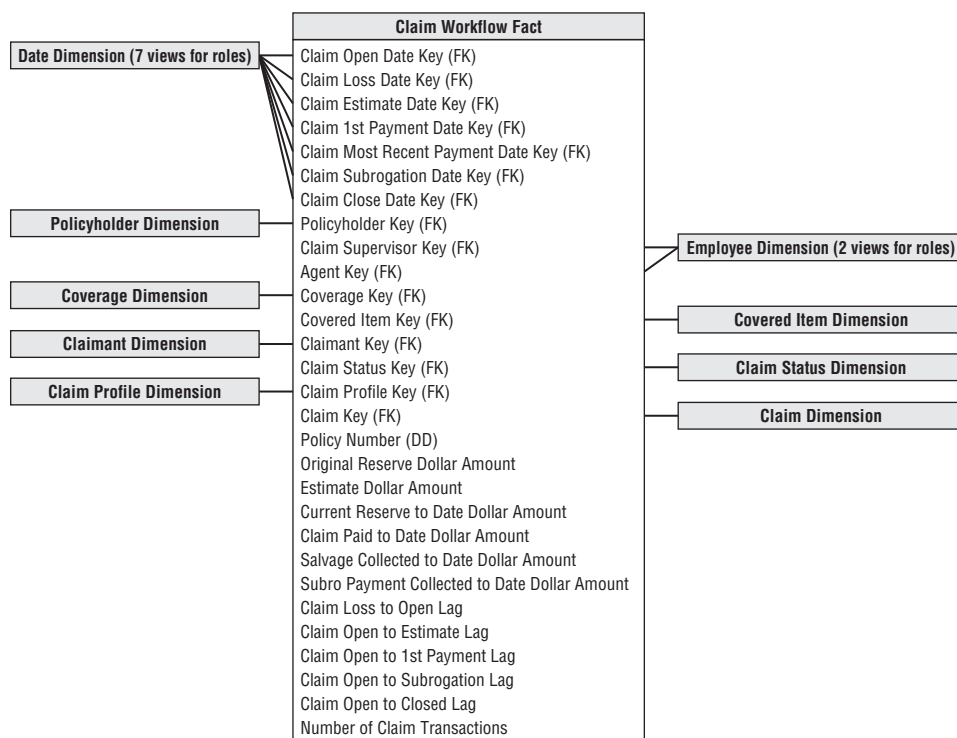 Claim Workflow Fact
Date Dimension (7 views for roles)
Claim Open Date Key (FK)
Claim Loss Date Key (FK)
Claim Estimate Date Key (FK)
Claim 1st Payment Date Key (FK)
Claim Most Recent Payment Date Key (FK)
Claim Subrogation Date Key (FK)
Claim Close Date Key (FK)
Policyholder Dimension
Policyholder Key (FK)
Claim Supervisor Key (FK)
Employee Dimension (2 views for roles)
Agent Key (FK)
Coverage Dimension
Coverage Key (FK)
Covered Item Key (FK)
Covered Item Dimension
Claimant Dimension
Claimant Key (FK)
Claim Status Key (FK)
Claim Status Dimension
Claim Profile Dimension
Claim Profile Key (FK)
Claim Key (FK)
Claim Dimension
Policy Number (DD)
Original Reserve Dollar Amount
Estimate Dollar Amount
Current Reserve to Date Dollar Amount
Claim Paid to Date Dollar Amount
Salvage Collected to Date Dollar Amount
Subro Payment Collected to Date Dollar Amount
Claim Loss to Open Lag
Claim Open to Estimate Lag
Claim Open to 1st Payment Lag
Claim Open to Subrogation Lag
Claim Open to Closed Lag
Number of Claim Transactions